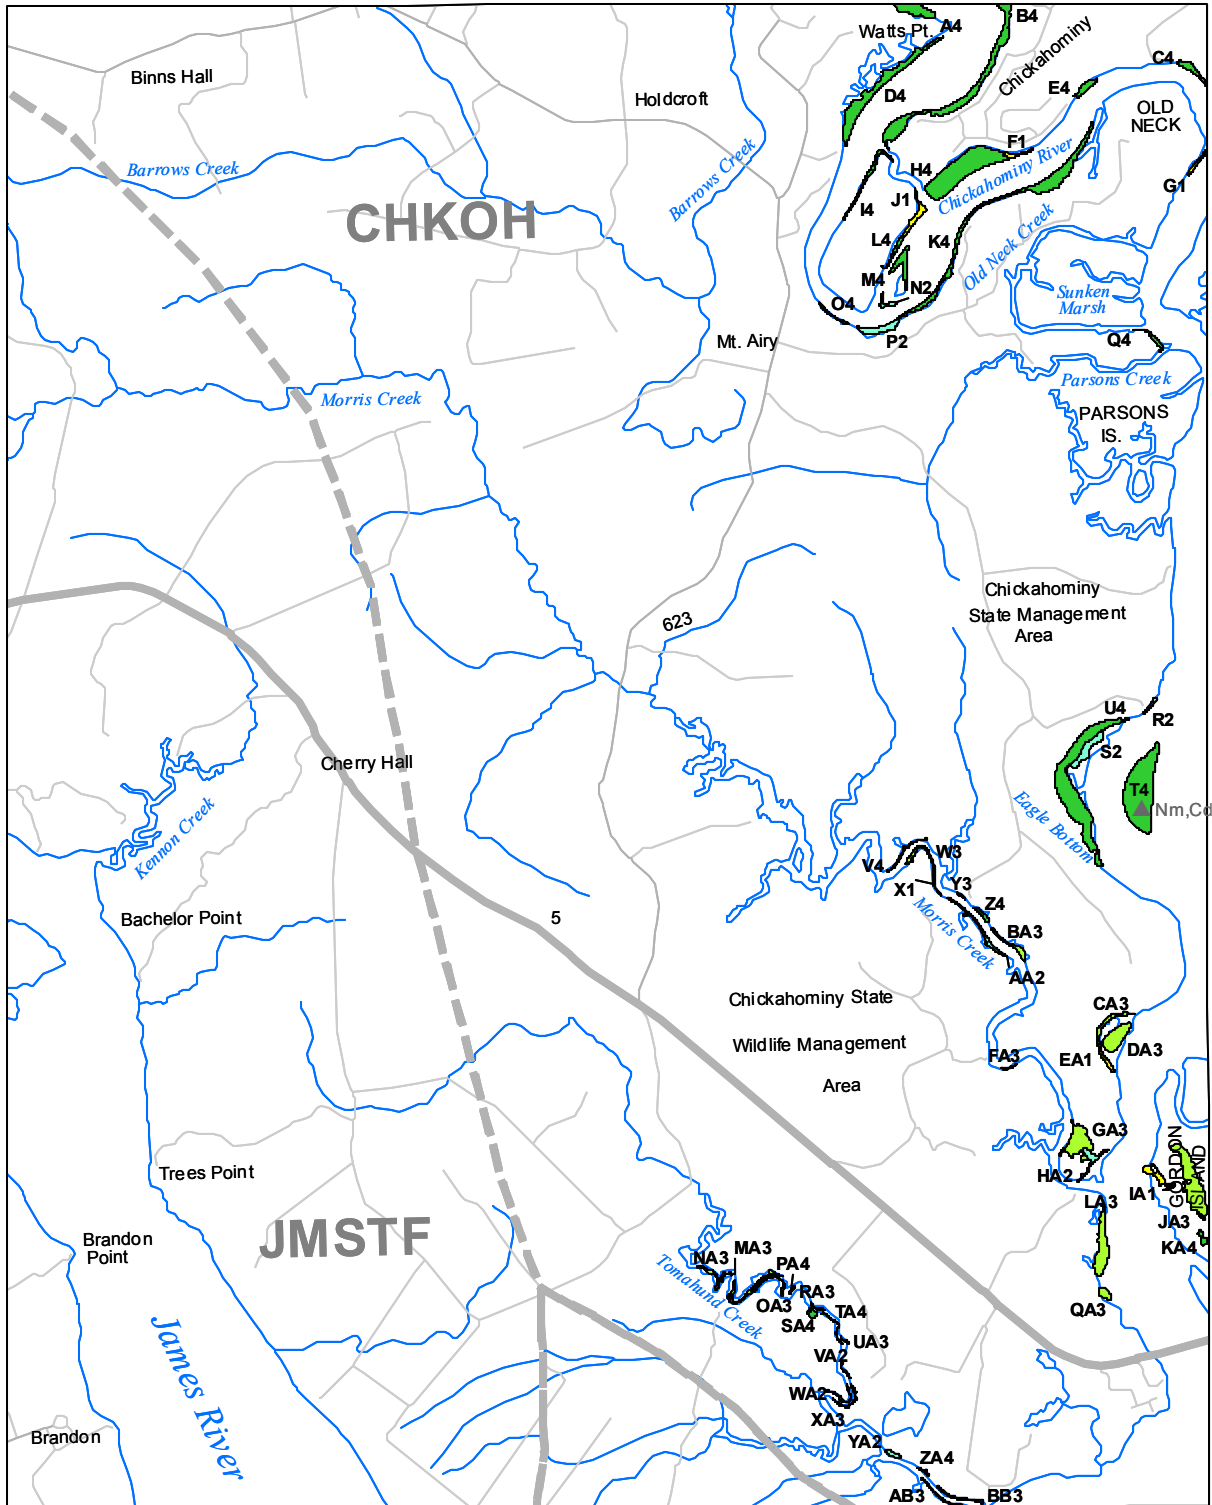 B4
A4
Watts Pt.
Chickahominy
C4
Binns Hall
E4
Holdcroft
D4
OLD
NECK
F1
Barrows Creek
Barrows Creek
H4
Chickahominy River
G1
J1
I4
CHKOH
L4
K4
Old Neck Creek
M4
N2
Sunken
Marsh
O4
P2
Q4
Mt. Airy
Parsons Creek
Morris Creek
PARSONS
IS.
Chickahominy
State Management
Area
623
U4
R2
S2
Cherry Hall
T4
Nm,Cd
Eagle Bottom
Kennon Creek
W3
V4
X1
Y3
Z4
Morris Creek
Bachelor Point
5
BA3
AA2
Chickahominy State
CA3
Wildlife Management
FA3
EA1
DA3
Area
GA3
Trees Point
HA2
GORDON
ISLAND
IA1
LA3
JA3
JMSTF
Brandon
Point
KA4
MA3
NA3
PA4
Tomahund Creek
RA3
OA3
QA3
SA4
TA4
UA3
James River
VA2
WA2
XA3
Brandon
YA2
ZA4
AB3
BB3